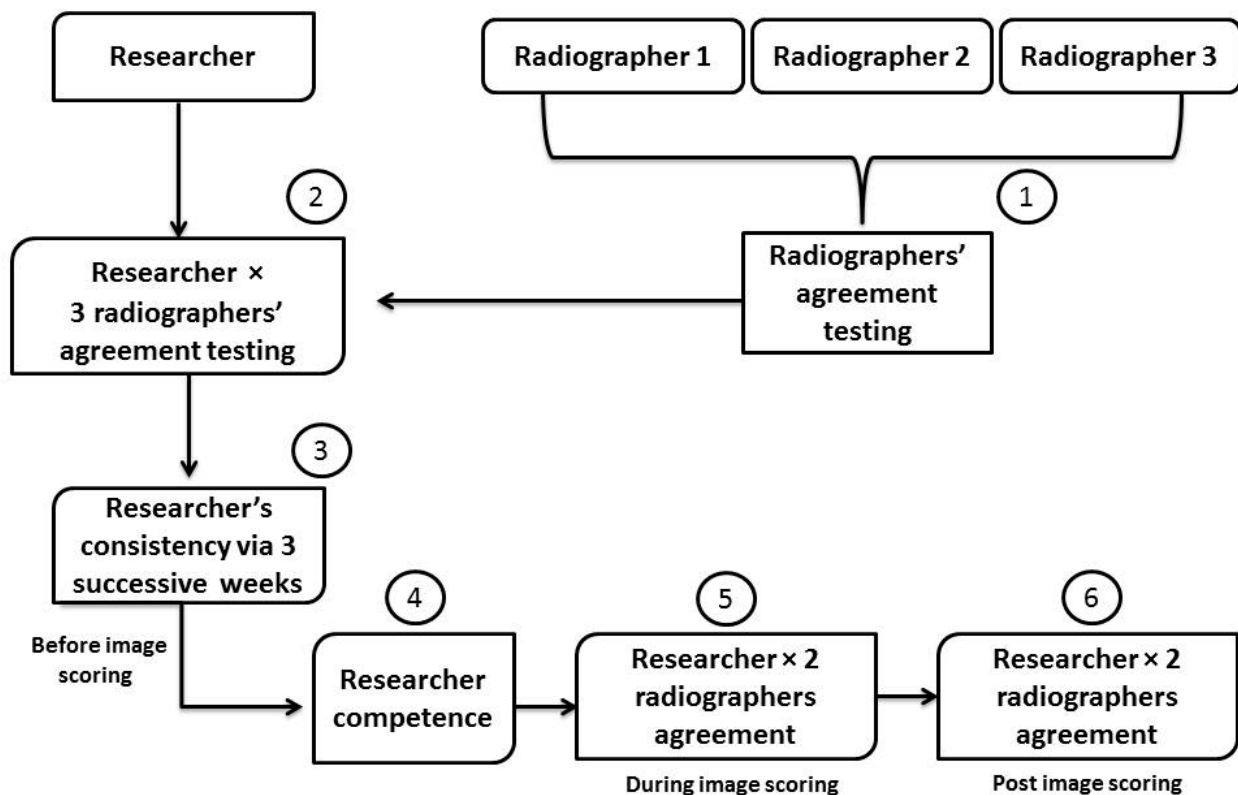 Researcher
Radiographer 1
Radiographer 2
Radiographer 3
2
1
Researcher ×
3 radiographers’
agreement testing
Radiographers’
agreement
testing
3
Researcher’s
consistency via 3
successive weeks
Before image
scoring
4
5
6
Researcher
competence
Researcher × 2
radiographers
agreement
Researcher × 2
radiographers
agreement
During image scoring
Post image scoring